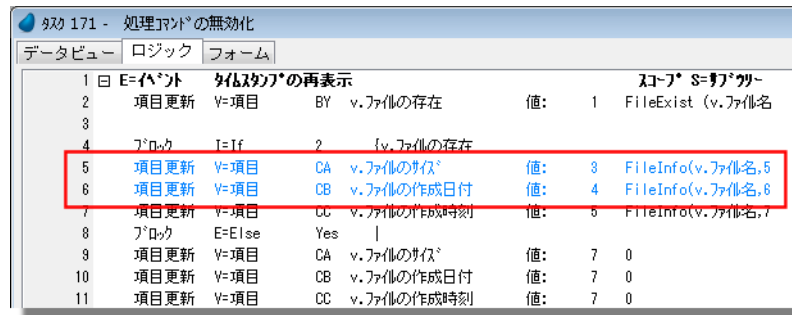 タスク 171 - 処理コマンドの無効化
データビュー ロジック フォーム
1 E=イベント タイムスタンプの再表示 スコープ S=サブツリー
2 項目更新 V=項目 BY v.ファイルの存在 値: 1 FileExist (v.ファイル名
3
4 ブロック I=If 2 {v.ファイルの存在
5 項目更新 V=項目 CA v.ファイルのサイズ 値: 3 FileInfo(v.ファイル名,5
6 項目更新 V=項目 CB v.ファイルの作成日付 値: 4 FileInfo(v.ファイル名,6
7 項目更新 V=項目 CC v.ファイルの作成時刻 値: 5 FileInfo(v.ファイル名,7
8 ブロック E=Else Yes |
9 項目更新 V=項目 CA v.ファイルのサイズ 値: 7 0
10 項目更新 V=項目 CB v.ファイルの作成日付 値: 7 0
11 項目更新 V=項目 CC v.ファイルの作成時刻 値: 7 0